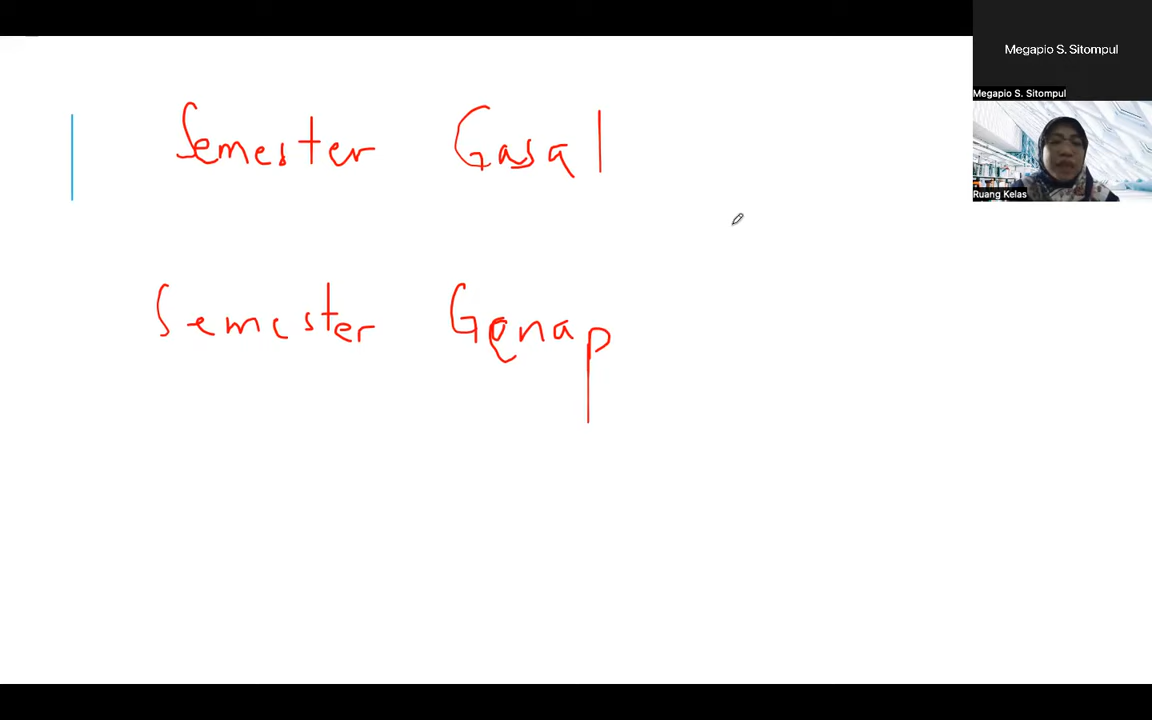 Megapio S. Sitompul
Megapio S. Sitompul
Semester Gasal
Ruang Kelas
Semester Genap